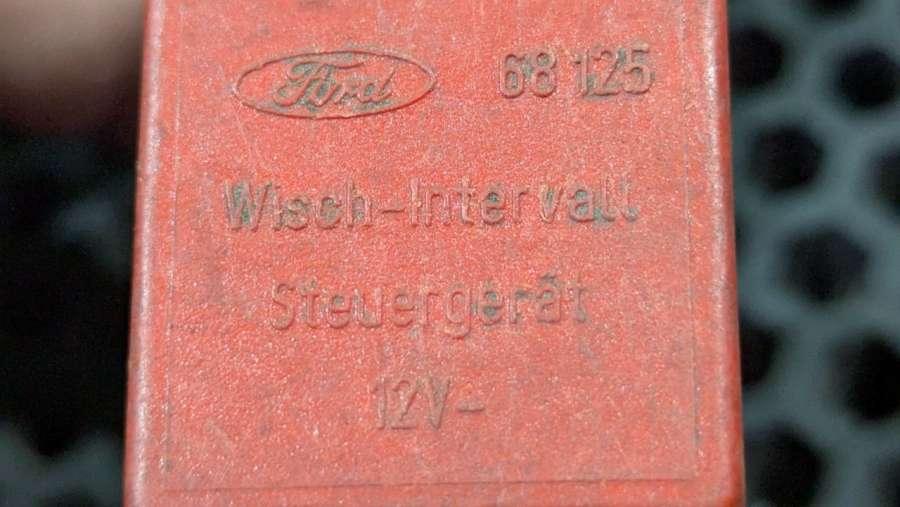 Ford 68 125
Wisch-Intervall
Steuergerät
12V-